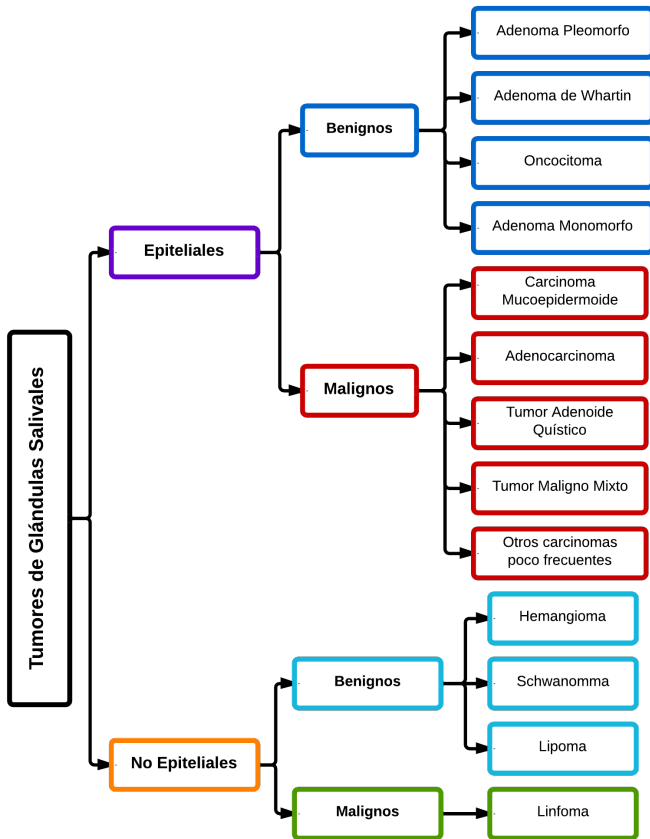 Tumores de Glándulas Salivales
Epiteliales
Benignos
Adenoma Pleomorfo
Adenoma de Whartin
Oncocitoma
Adenoma Monomorfo
Malignos
Carcinoma
Mucoepidermoide
Adenocarcinoma
Tumor Adenoide
Quístico
Tumor Maligno Mixto
Otros carcinomas
poco frecuentes
No Epiteliales
Benignos
Hemangioma
Schwanomma
Lipoma
Malignos
Linfoma